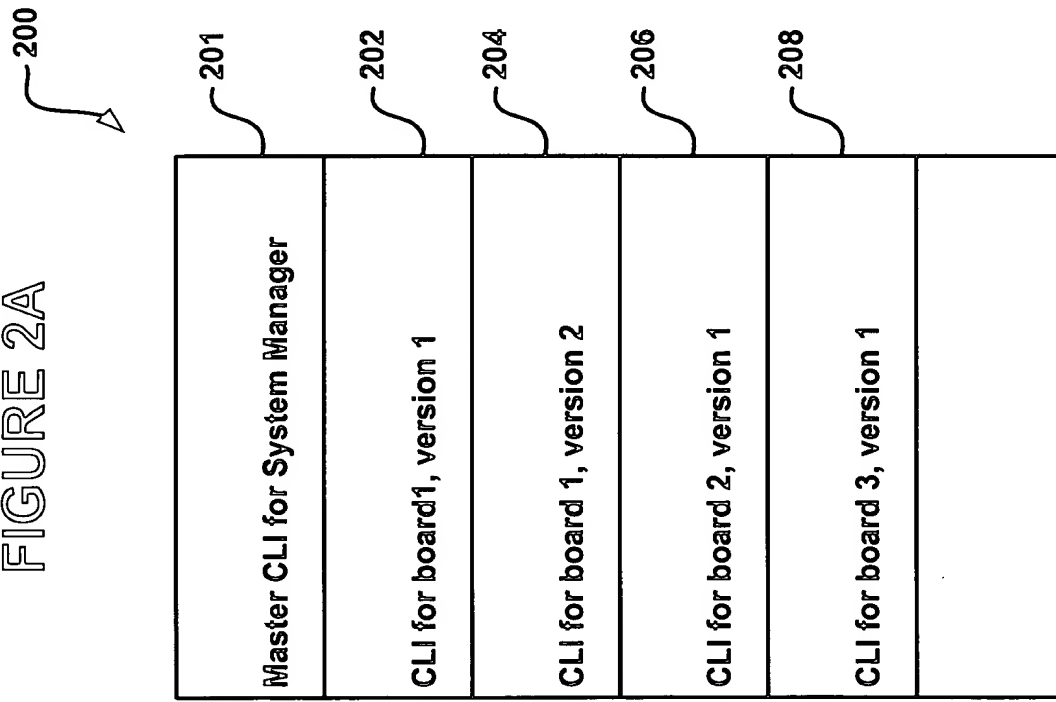 FIGURE 2A
200
Master CLI for System Manager
201
CLI for board1, version 1
202
CLI for board 1, version 2
204
CLI for board 2, version 1
206
CLI for board 3, version 1
208